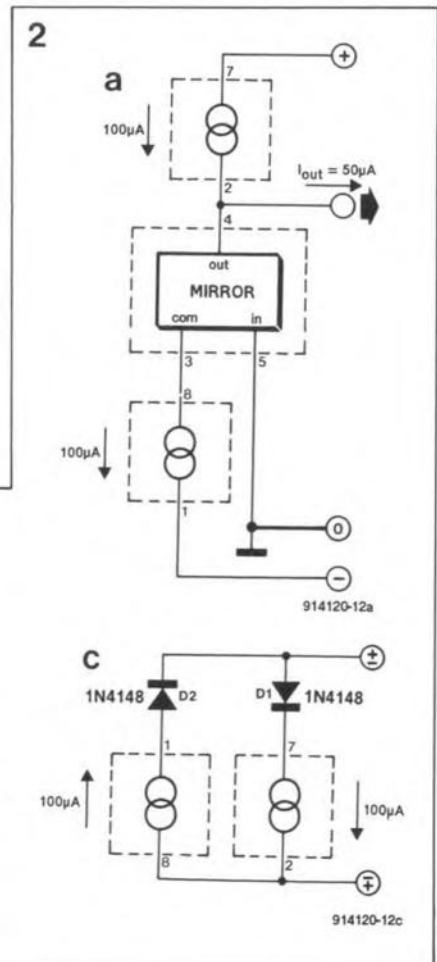 2
a
+
7
100µA
2
I out = 50µA
4
out
MIRROR
com in
3 5
8
100µA
1
0
−
914120-12a
c
±
1N4148 D2 D1 1N4148
1 7
100µA 100µA
8 2
∓
914120-12c